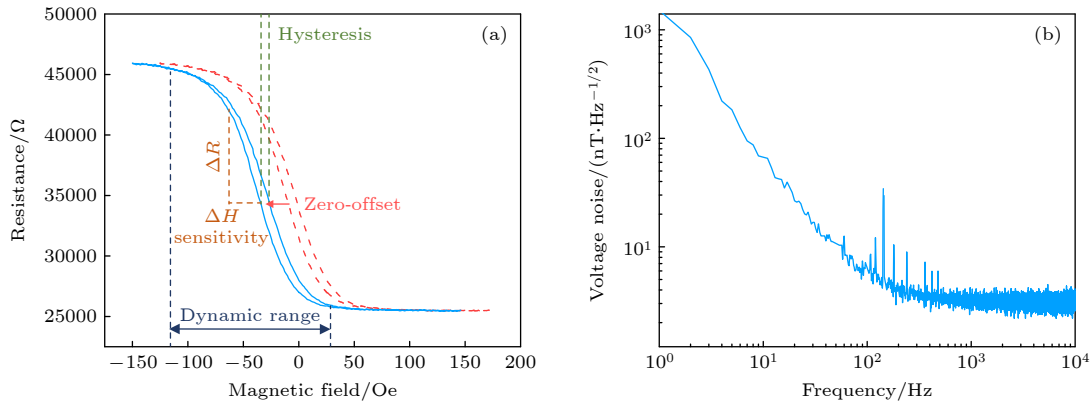 (a)
Hysteresis
50000
45000
40000
35000
30000
25000
Resistance/Ω
ΔR
ΔH
sensitivity
Zero-offset
Dynamic range
−150
−100
−50
0
50
100
150
200
Magnetic field/Oe
(b)
10³
10²
10¹
Voltage noise/(nT·Hz⁻¹/²)
10⁰
10¹
10²
10³
10⁴
Frequency/Hz